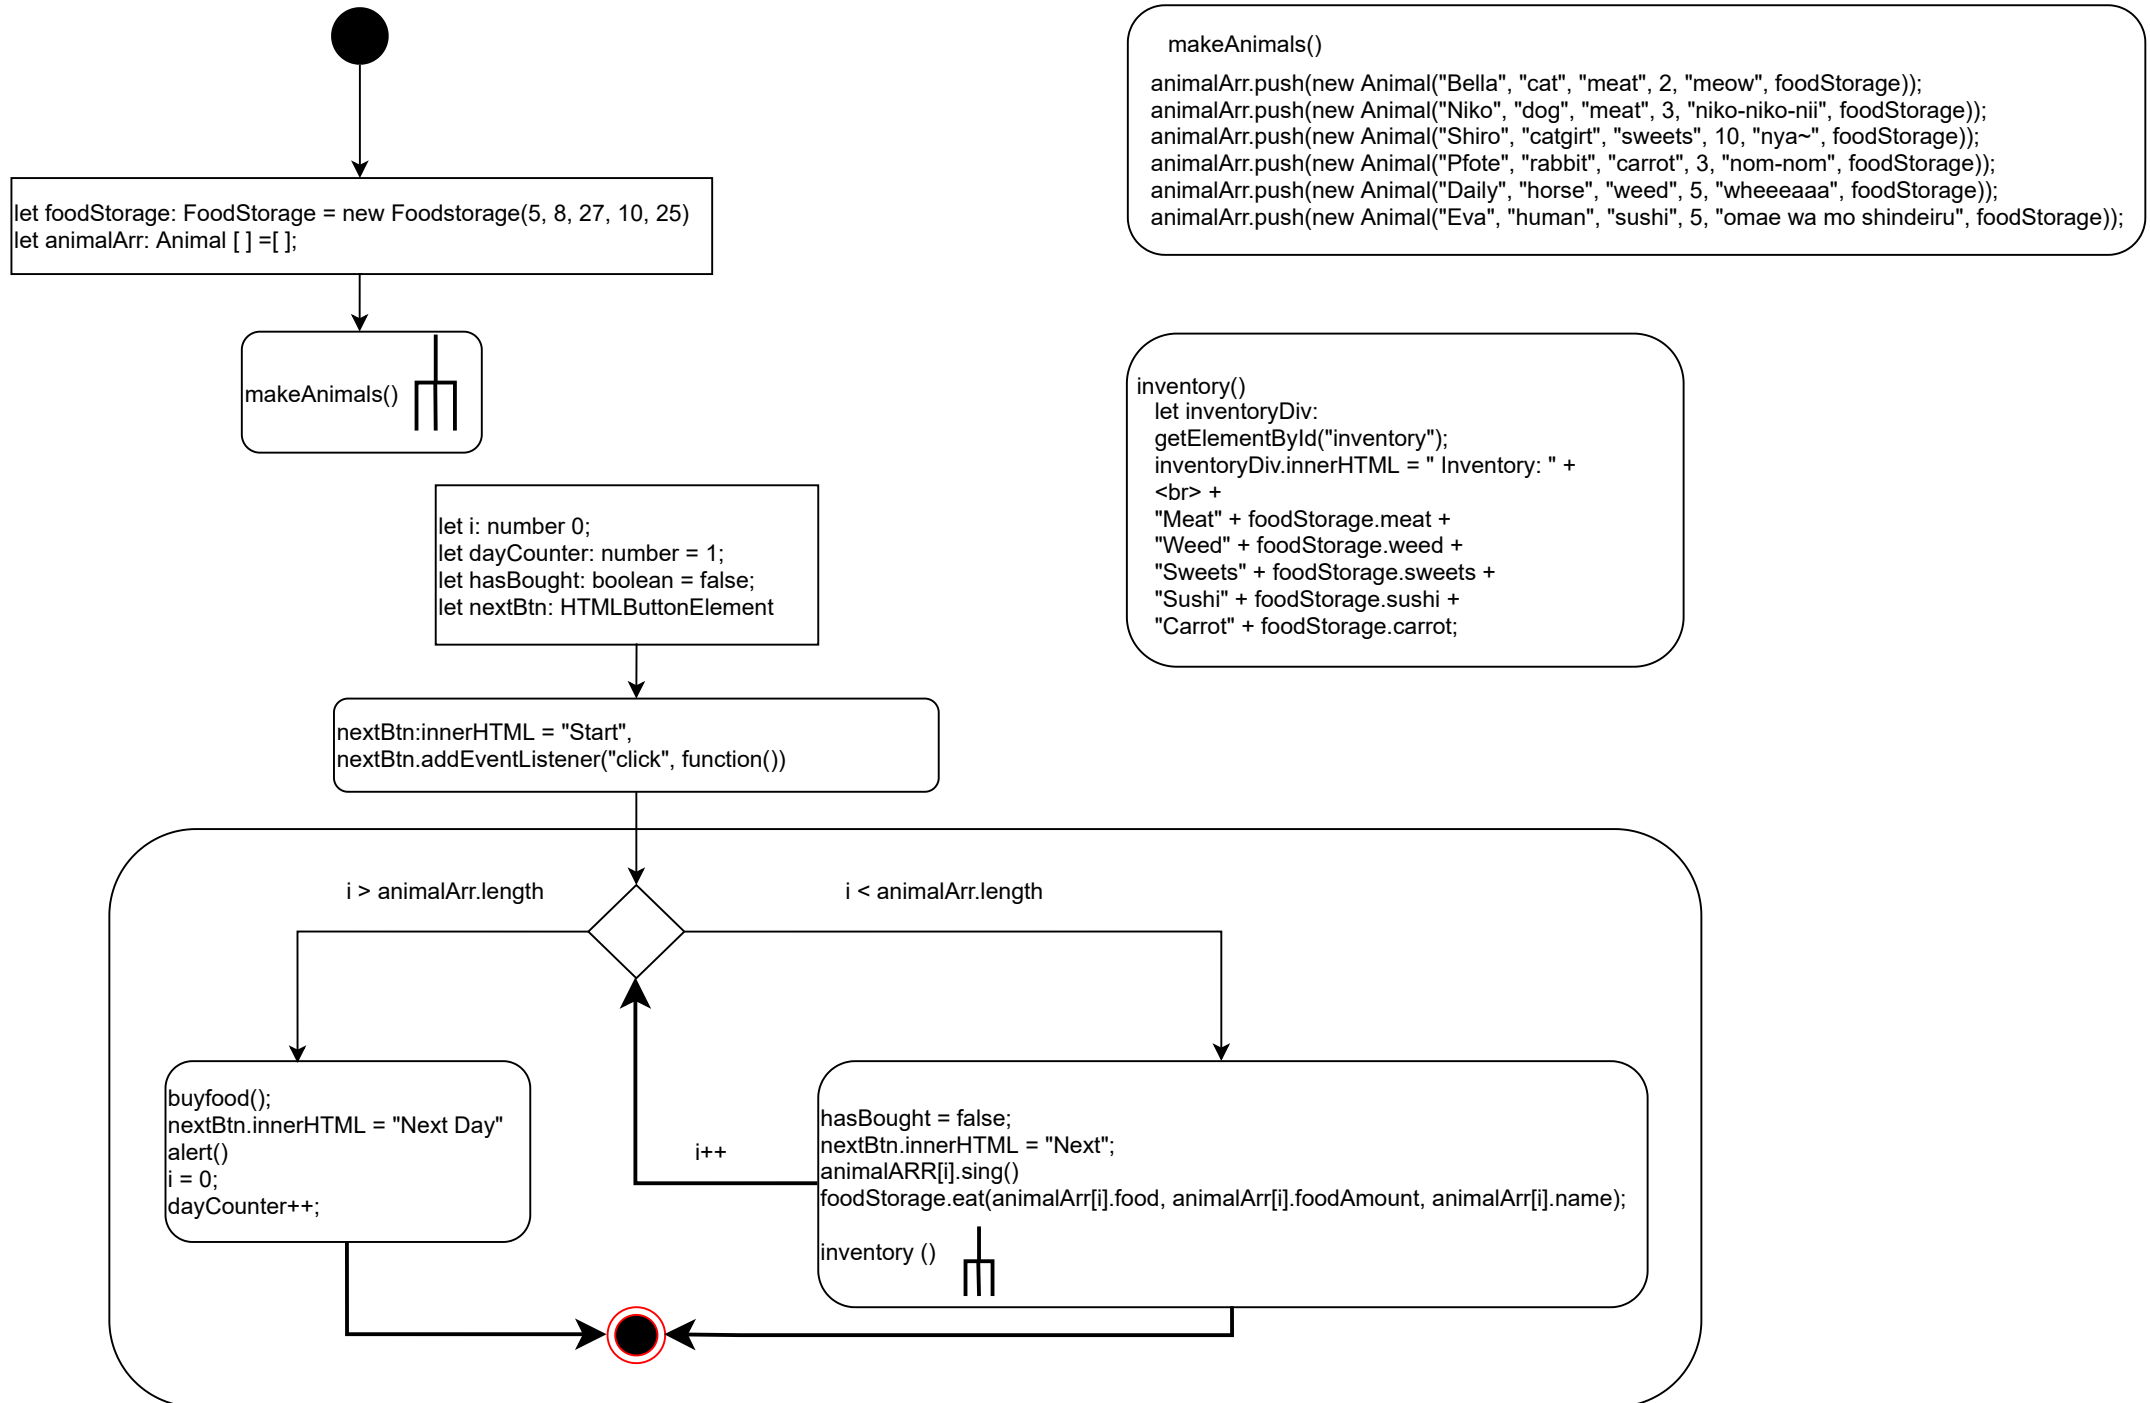 makeAnimals()
animalArr.push(new Animal("Bella", "cat", "meat", 2, "meow", foodStorage));
animalArr.push(new Animal("Niko", "dog", "meat", 3, "niko-niko-nii", foodStorage));
animalArr.push(new Animal("Shiro", "catgirt", "sweets", 10, "nya~", foodStorage));
animalArr.push(new Animal("Pfote", "rabbit", "carrot", 3, "nom-nom", foodStorage));
animalArr.push(new Animal("Daily", "horse", "weed", 5, "wheeeaaa", foodStorage));
animalArr.push(new Animal("Eva", "human", "sushi", 5, "omae wa mo shindeiru", foodStorage));
let foodStorage: FoodStorage = new Foodstorage(5, 8, 27, 10, 25)
let animalArr: Animal [ ] =[ ];
makeAnimals()
inventory()
let inventoryDiv:
getElementById("inventory");
inventoryDiv.innerHTML = " Inventory: " +
<br> +
"Meat" + foodStorage.meat +
"Weed" + foodStorage.weed +
"Sweets" + foodStorage.sweets +
"Sushi" + foodStorage.sushi +
"Carrot" + foodStorage.carrot;
let i: number 0;
let dayCounter: number = 1;
let hasBought: boolean = false;
let nextBtn: HTMLButtonElement
nextBtn:innerHTML = "Start",
nextBtn.addEventListener("click", function())
i > animalArr.length
i < animalArr.length
buyfood();
nextBtn.innerHTML = "Next Day"
alert()
i = 0;
dayCounter++;
i++
hasBought = false;
nextBtn.innerHTML = "Next";
animalARR[i].sing()
foodStorage.eat(animalArr[i].food, animalArr[i].foodAmount, animalArr[i].name);
inventory ()